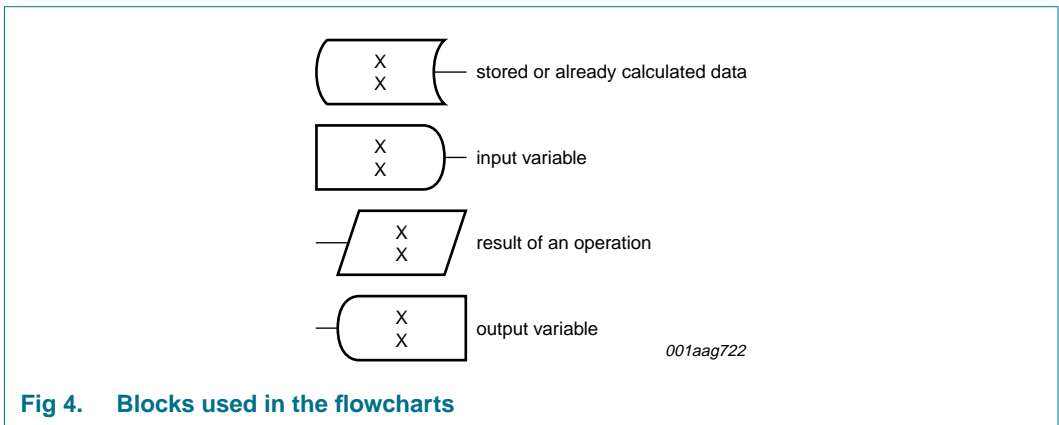 X
X
stored or already calculated data
X
X
input variable
X
X
result of an operation
X
X
output variable
001aag722
Fig 4. Blocks used in the flowcharts